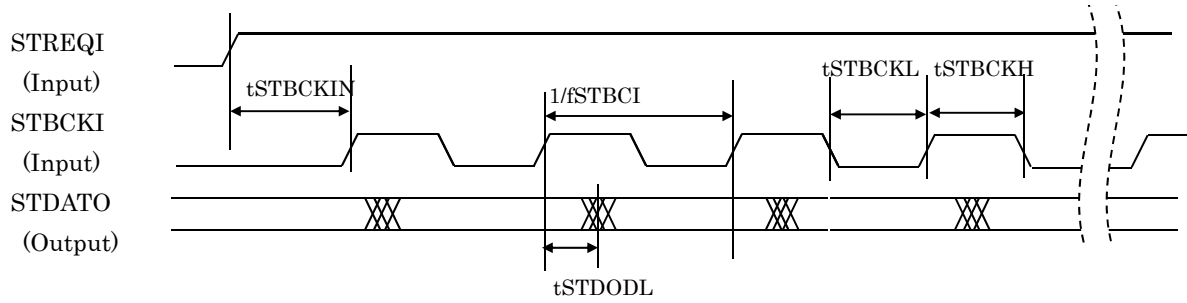 STREQI
(Input)
tSTBCKIN
1/fSTBCI
tSTBCKL
tSTBCKH
STBCKI
(Input)
STDATO
(Output)
tSTDODL